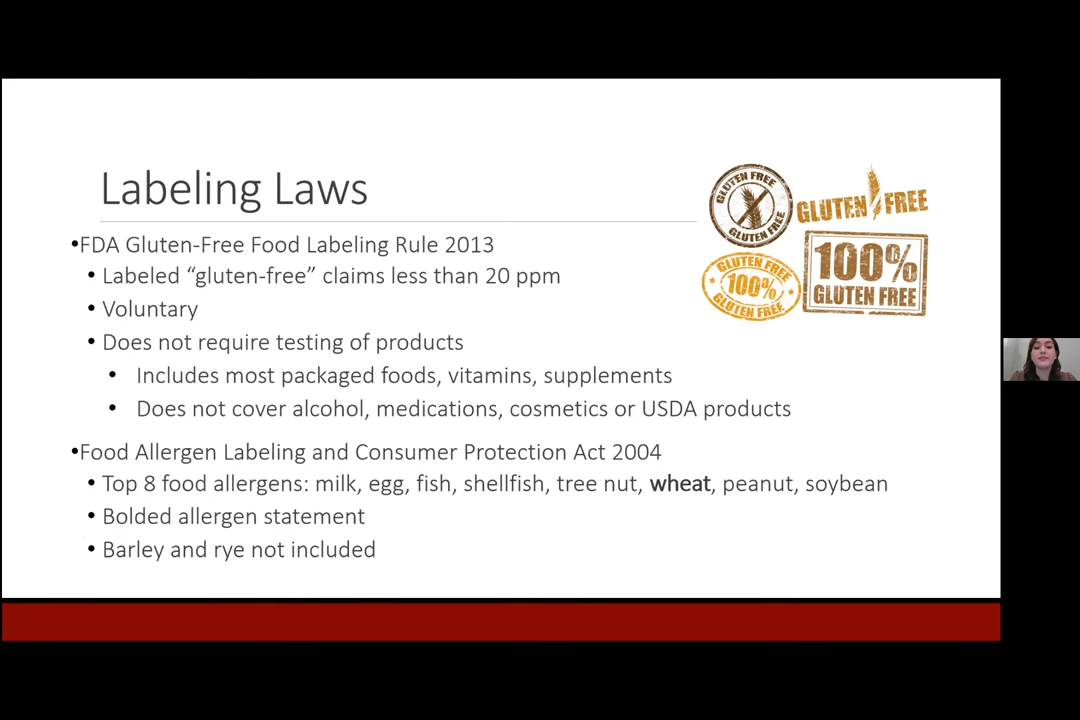 Labeling Laws
•FDA Gluten-Free Food Labeling Rule 2013
• Labeled “gluten-free” claims less than 20 ppm
• Voluntary
• Does not require testing of products
• Includes most packaged foods, vitamins, supplements
• Does not cover alcohol, medications, cosmetics or USDA products
•Food Allergen Labeling and Consumer Protection Act 2004
• Top 8 food allergens: milk, egg, fish, shellfish, tree nut, wheat, peanut, soybean
• Bolded allergen statement
• Barley and rye not included
GLUTEN FREE
GLUTEN FREE
GLUTEN FREE
GLUTEN FREE
100%
GLUTEN FREE
100%
GLUTEN FREE